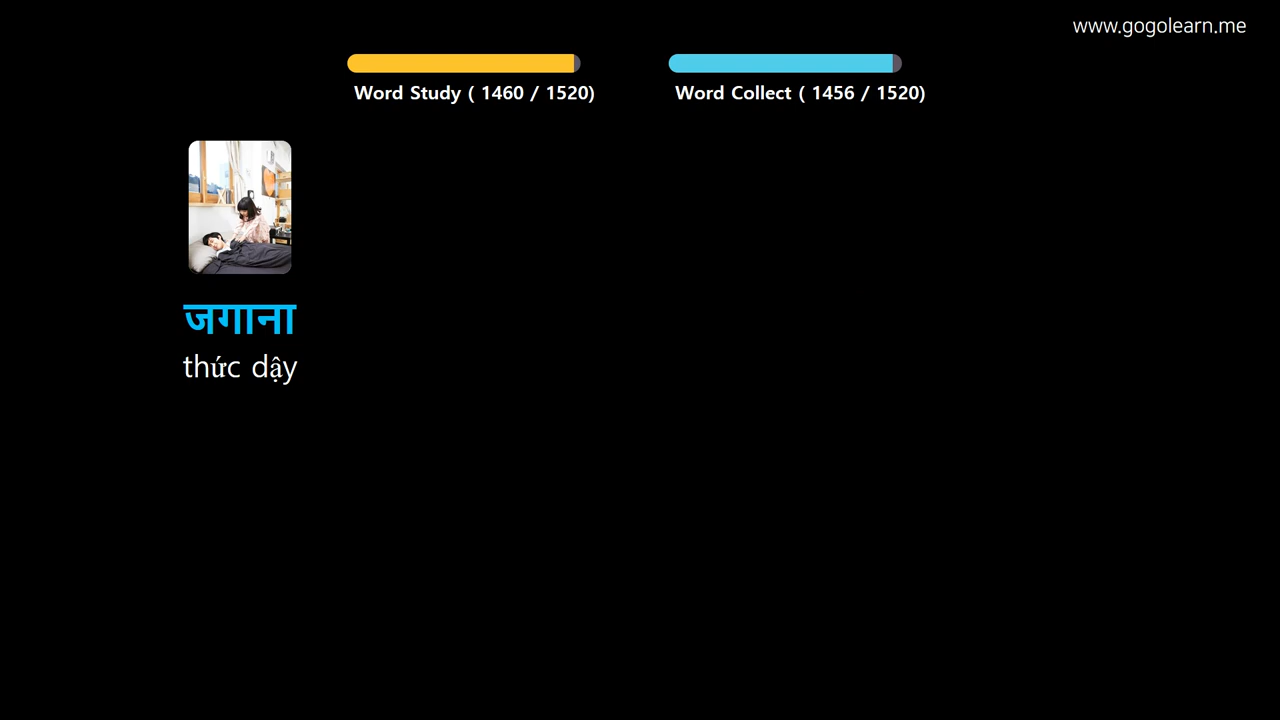 www.gogolearn.me
Word Study ( 1460 / 1520)
Word Collect ( 1456 / 1520)
जगाना
thức dậy